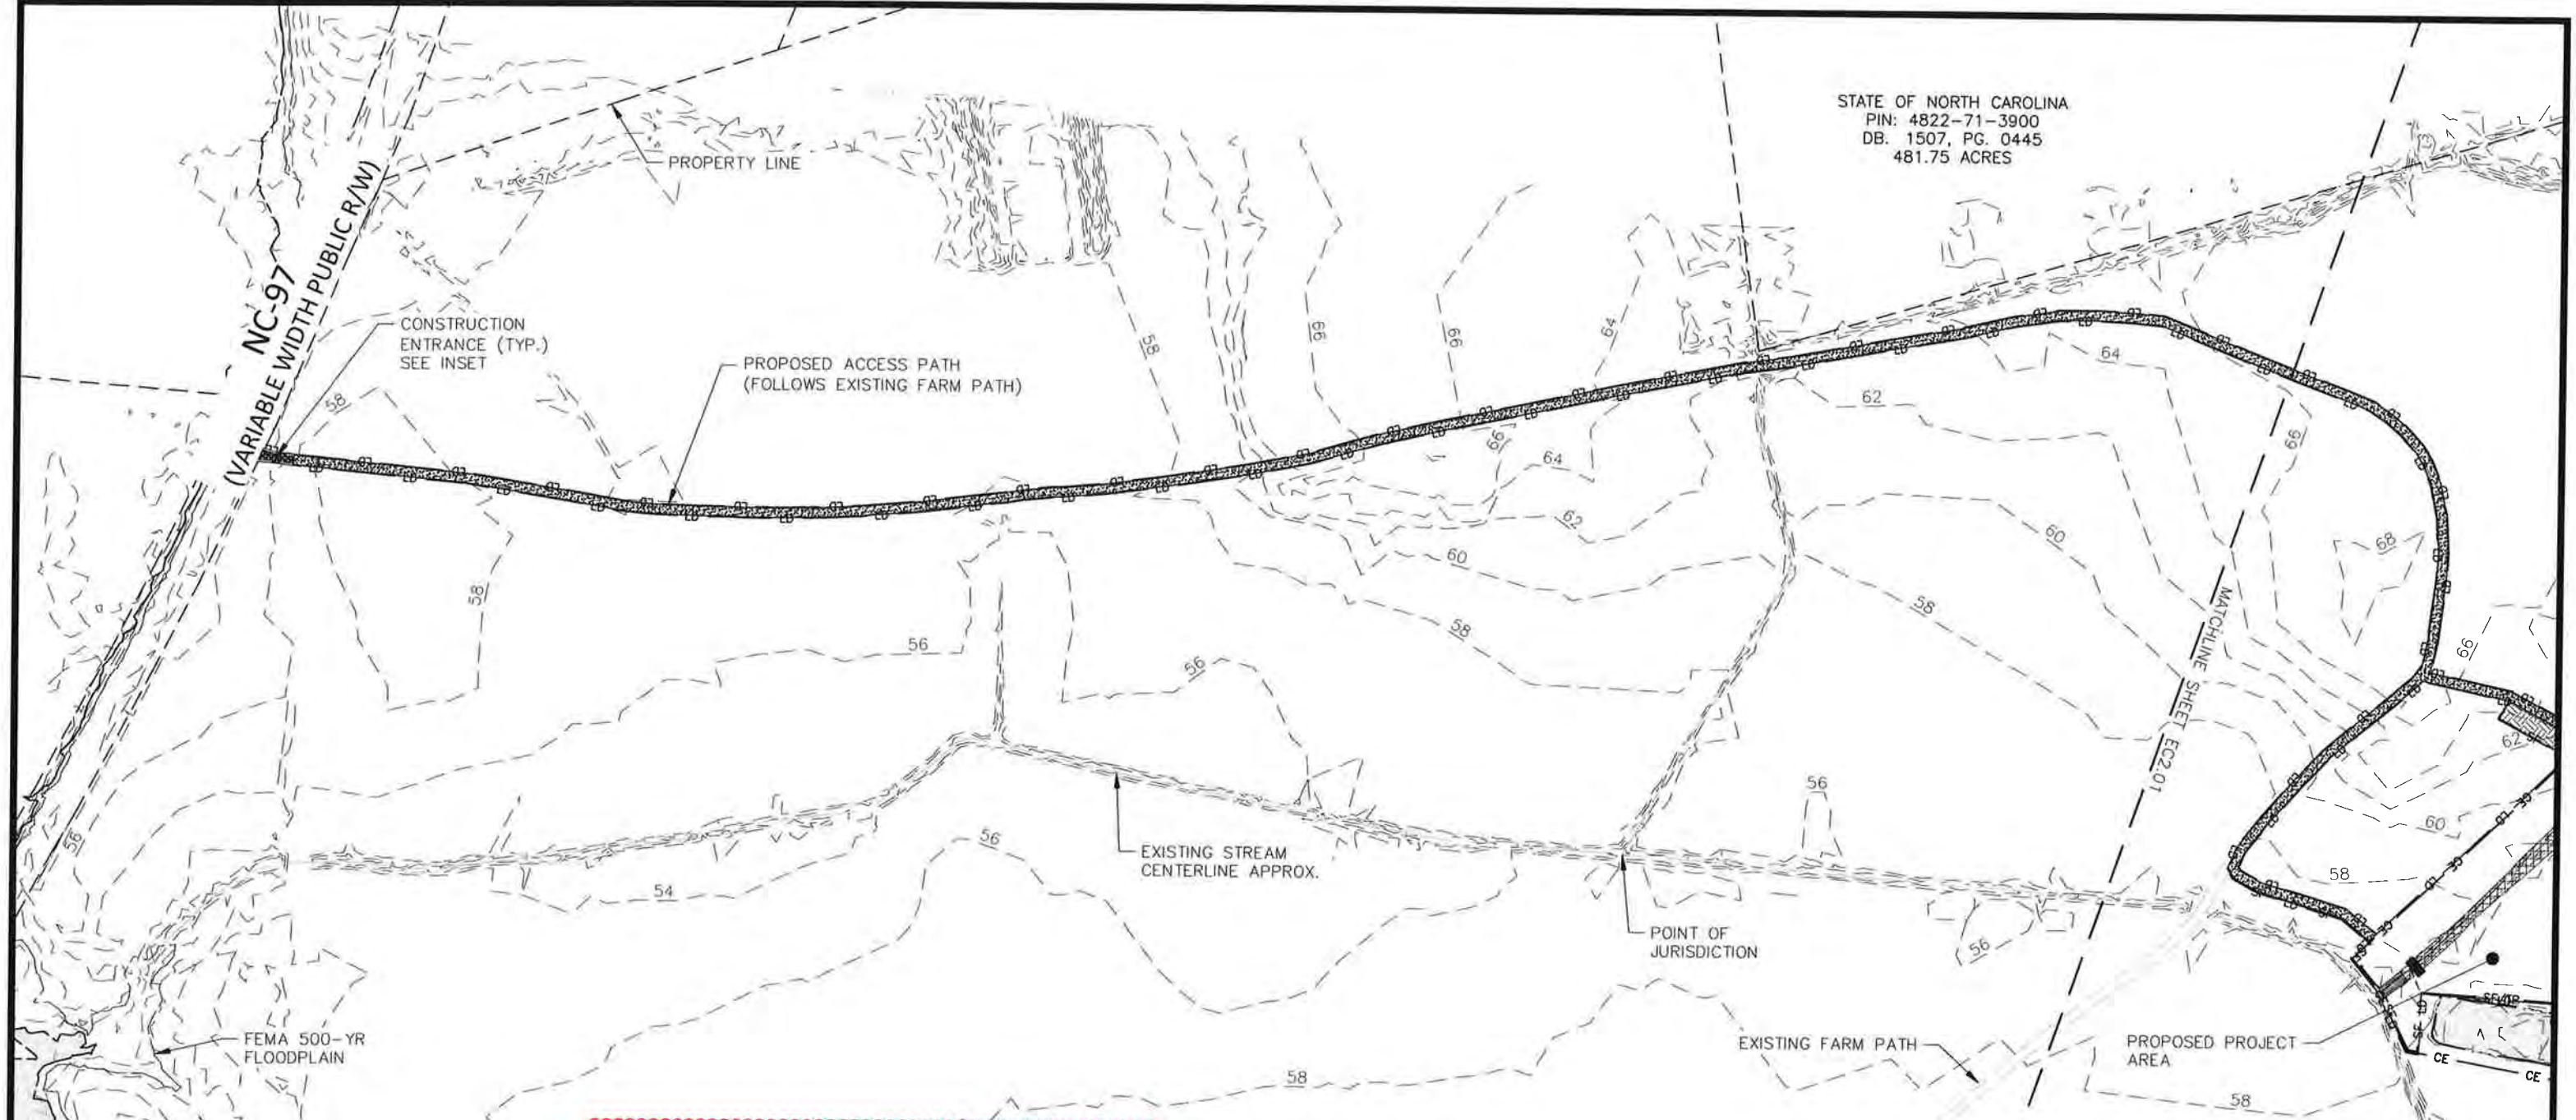 STATE OF NORTH CAROLINA
PIN: 4822-71-3900
DB. 1507, PG. 0445
481.75 ACRES
PROPERTY LINE
NC-97
(VARIABLE WIDTH PUBLIC R/W)
CONSTRUCTION
ENTRANCE (TYP.)
SEE INSET
PROPOSED ACCESS PATH
(FOLLOWS EXISTING FARM PATH)
58
66
66
64
64
62
58
66
64
66
62
60
60
68
58
58
58
56
56
66
MATCHLINE SHEET EC2.01
62
56
56
60
56
EXISTING STREAM
CENTERLINE APPROX.
54
58
POINT OF
JURISDICTION
56
FEMA 500-YR
FLOODPLAIN
EXISTING FARM PATH
PROPOSED PROJECT
AREA
CE
CE
58
58